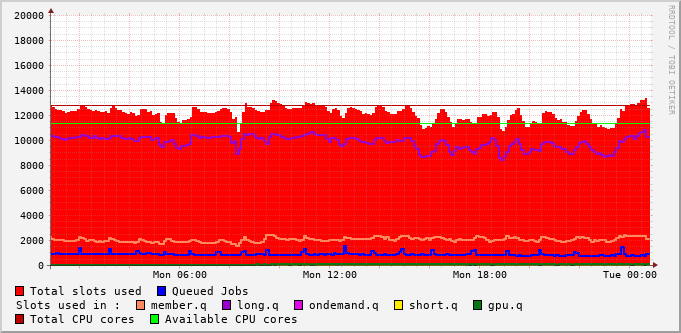 20000
18000
16000
14000
12000
10000
8000
6000
4000
2000
0
Mon 06:00 Mon 12:00 Mon 18:00 Tue 00:00
RRDTOOL / TOBI OETIKER
Total slots used Queued Jobs
Slots used in : member.q long.q ondemand.q short.q gpu.q
Total CPU cores Available CPU cores